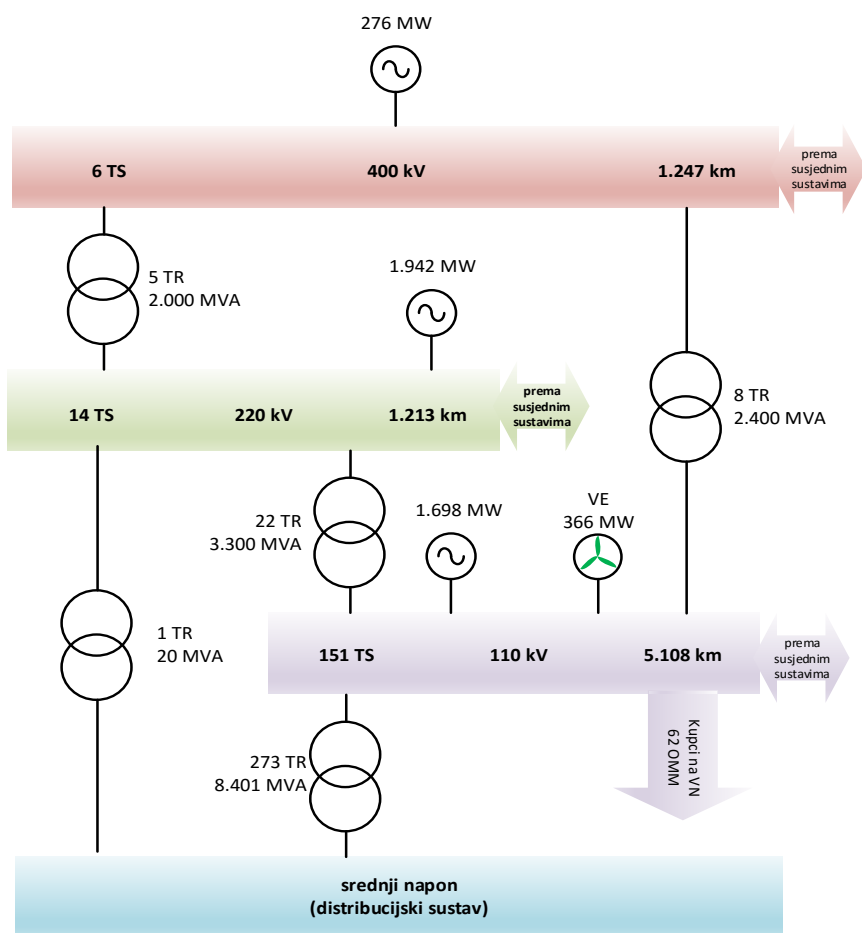 276 MW
6 TS 400 kV 1.247 km
prema
susjednim
sustavima
5 TR
2.000 MVA
1.942 MW
8 TR
2.400 MVA
14 TS 220 kV 1.213 km
prema
susjednim
sustavima
22 TR
3.300 MVA
1.698 MW
VE
366 MW
1 TR
20 MVA
151 TS 110 kV 5.108 km
prema
susjednim
sustavima
273 TR
8.401 MVA
Kupci na VN
62 OMM
srednji napon
(distribucijski sustav)